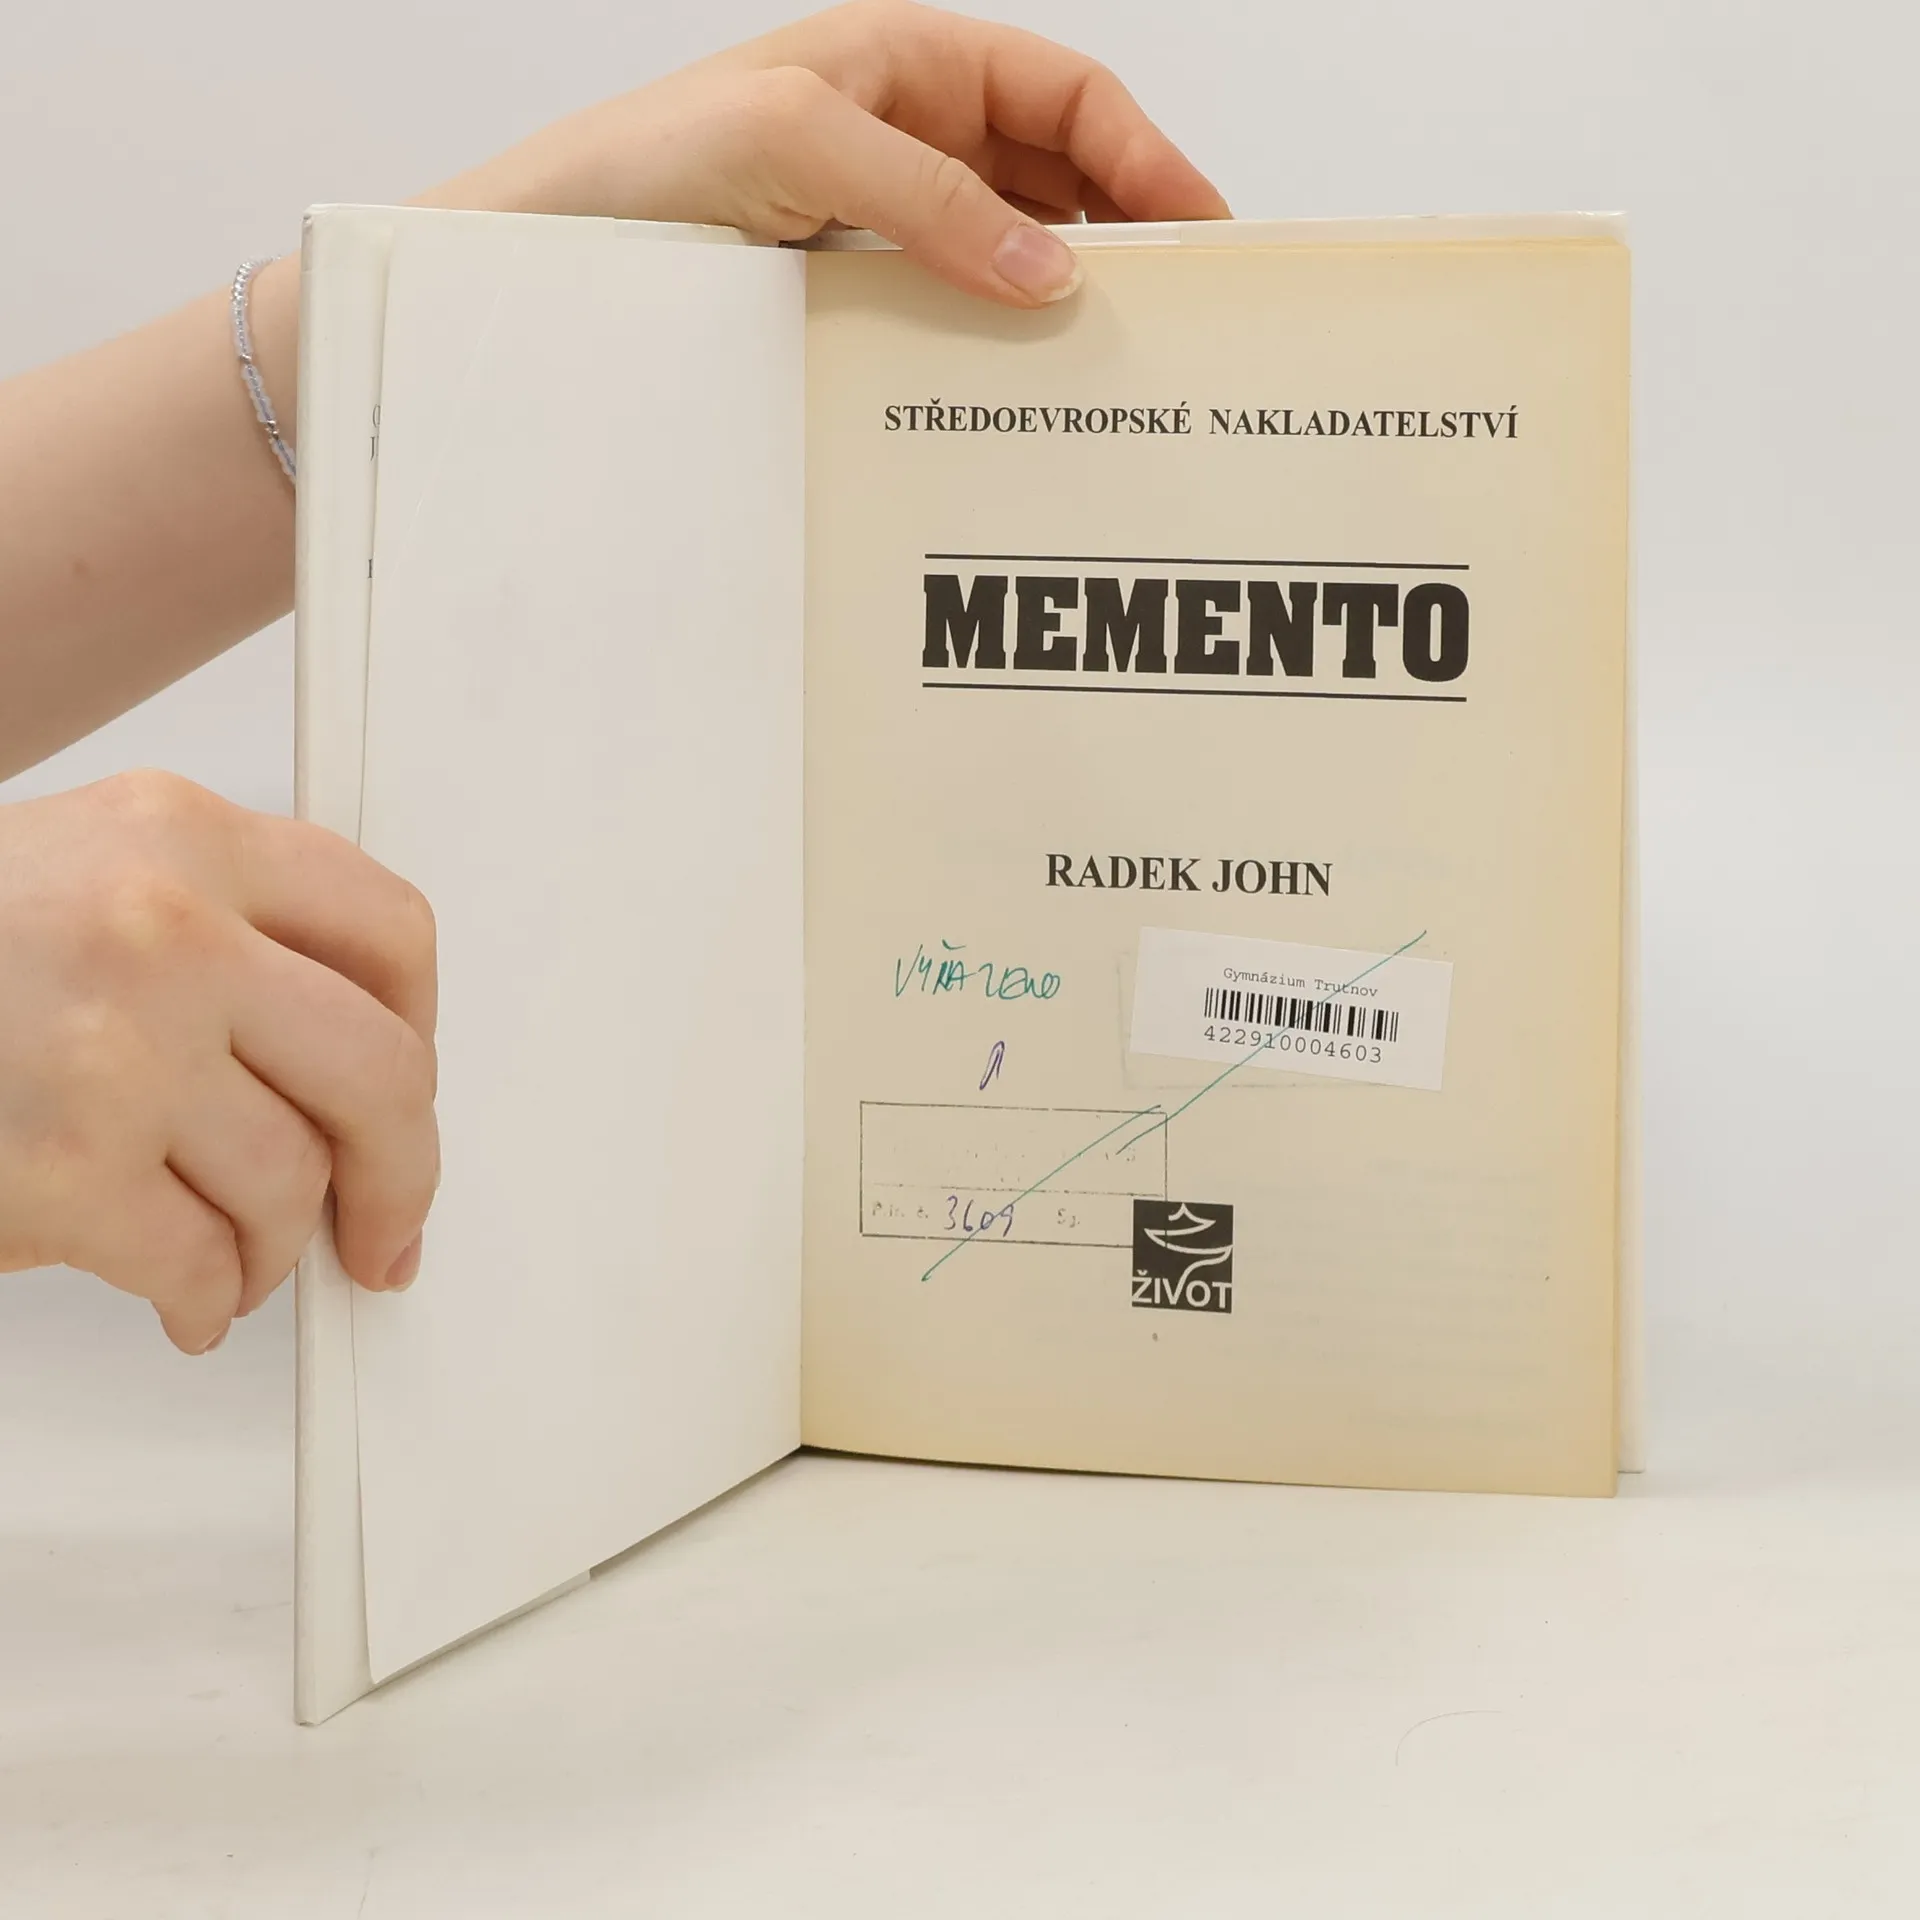 STŘEDOEVROPSKÉ NAKLADATELSTVÍ
MEMENTO
RADEK JOHN
VYŘAZENO
Gymnázium Trutnov
422910004603
3609
ŽIVOT